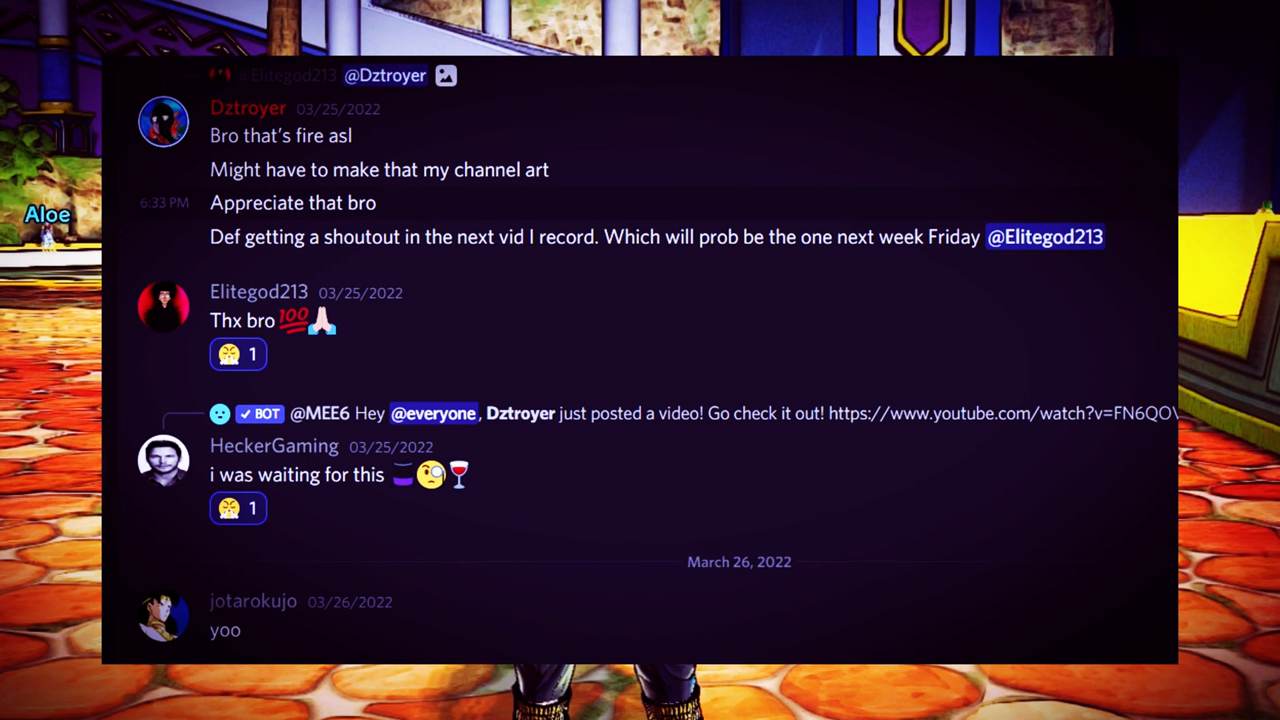 @Elitegod213 @Dztroyer
Dztroyer 03/25/2022
Bro that's fire asl
Might have to make that my channel art
6:33 PM Appreciate that bro
Def getting a shoutout in the next vid I record. Which will prob be the one next week Friday @Elitegod213
Aloe
Elitegod213 03/25/2022
Thx bro 💯🙏🏻
😤 1
✓ BOT @MEE6 Hey @everyone, Dztroyer just posted a video! Go check it out! https://www.youtube.com/watch?v=FN6QO
HeckerGaming 03/25/2022
i was waiting for this 🎩🧐🍷
😤 1
March 26, 2022
jotarokujo 03/26/2022
yoo